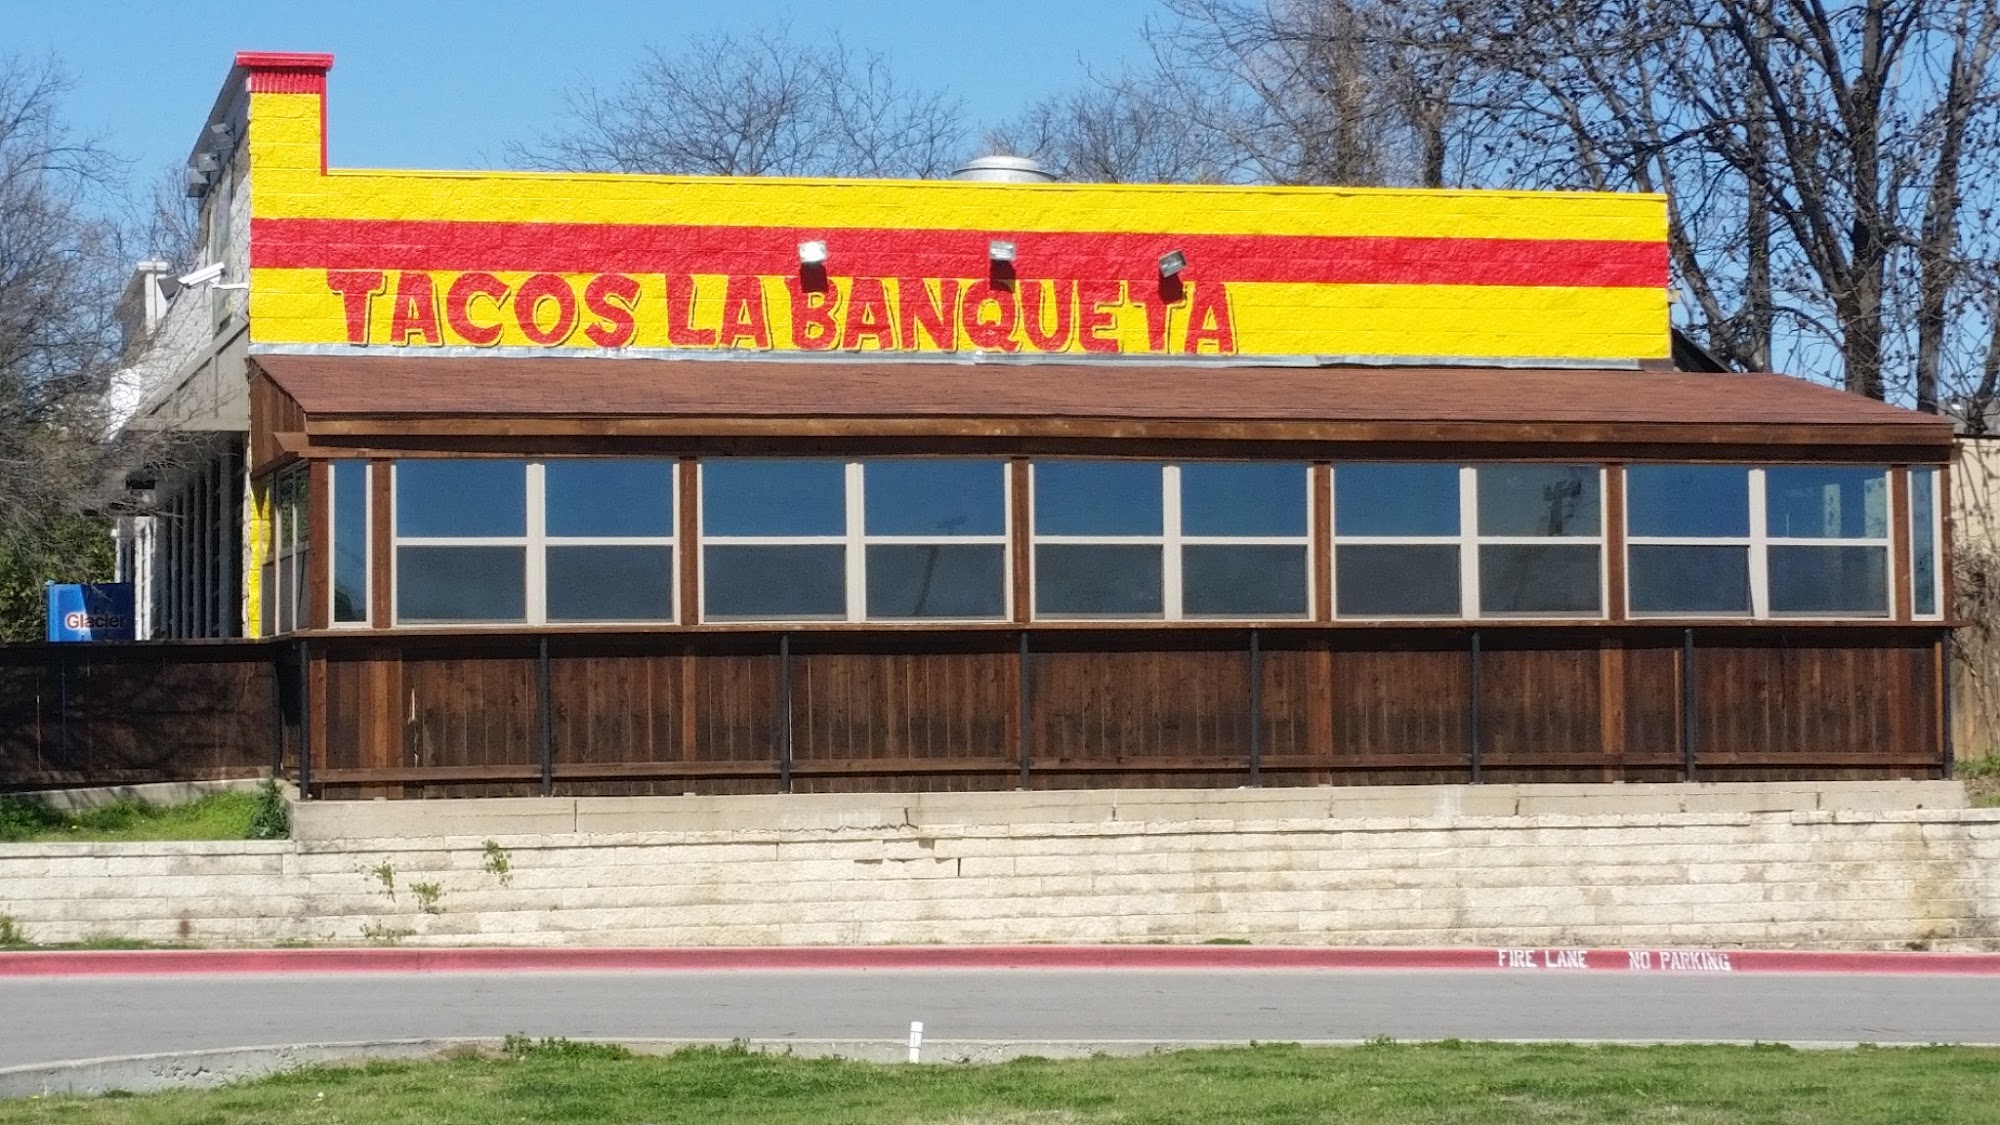 TACOS LA BANQUETA
Glacier
FIRE LANE NO PARKING